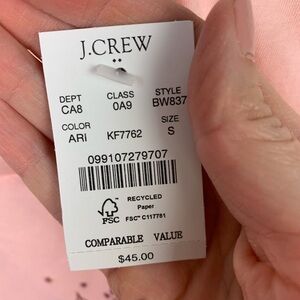 J.CREW
DEPT CLASS STYLE
CA8 0A9 BW837
COLOR SIZE
ARi KF7762 S
099107279707
RECYCLED
Paper
FSC FSC® C117781
COMPARABLE VALUE
$45.00